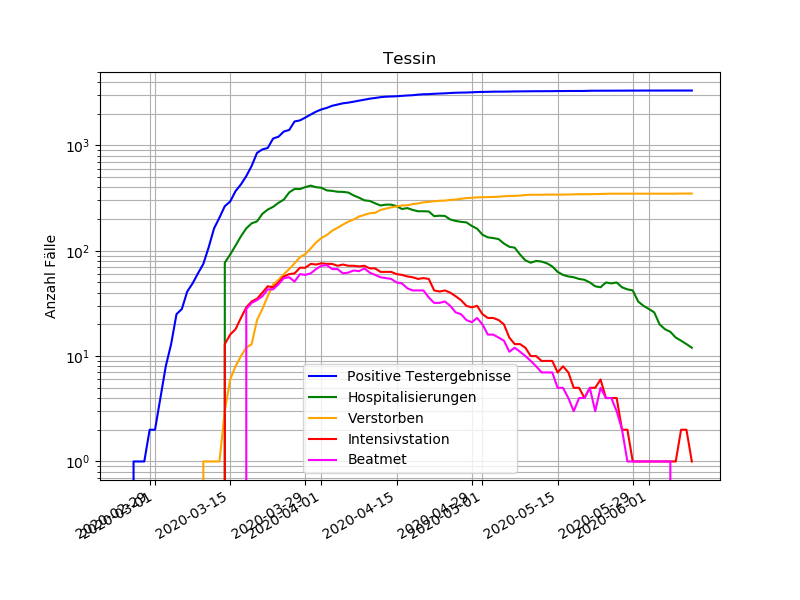 Tessin
Anzahl Fälle
10³
10²
10¹
10⁰
Positive Testergebnisse
Hospitalisierungen
Verstorben
Intensivstation
Beatmet
2020-03-01
2020-03-15
2020-03-29
2020-04-01
2020-04-15
2020-04-29
2020-05-01
2020-05-15
2020-05-29
2020-06-01